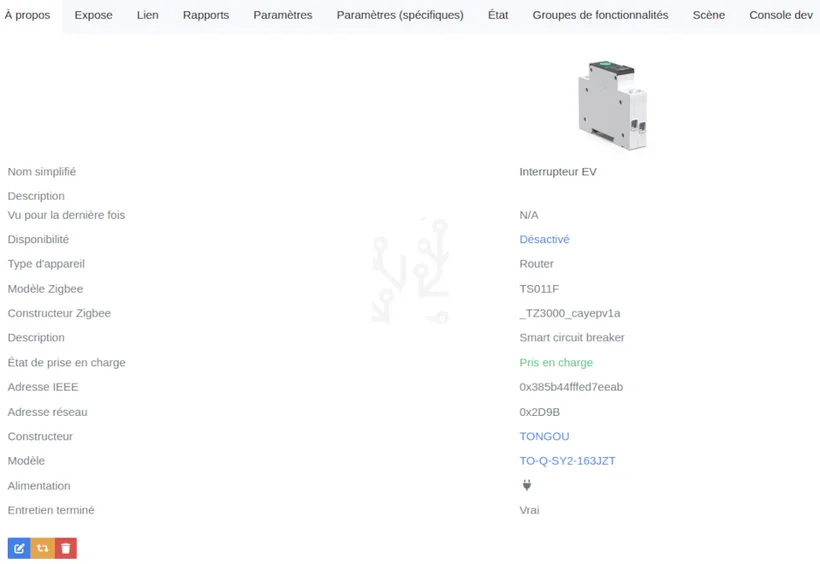 À propos Expose Lien Rapports Paramètres Paramètres (spécifiques) État Groupes de fonctionnalités Scène Console dev
Nom simplifié Interrupteur EV
Description
Vu pour la dernière fois N/A
Disponibilité Désactivé
Type d'appareil Router
Modèle Zigbee TS011F
Constructeur Zigbee _TZ3000_cayepv1a
Description Smart circuit breaker
État de prise en charge Pris en charge
Adresse IEEE 0x385b44fffed7eeab
Adresse réseau 0x2D9B
Constructeur TONGOU
Modèle TO-Q-SY2-163JZT
Alimentation
Entretien terminé Vrai